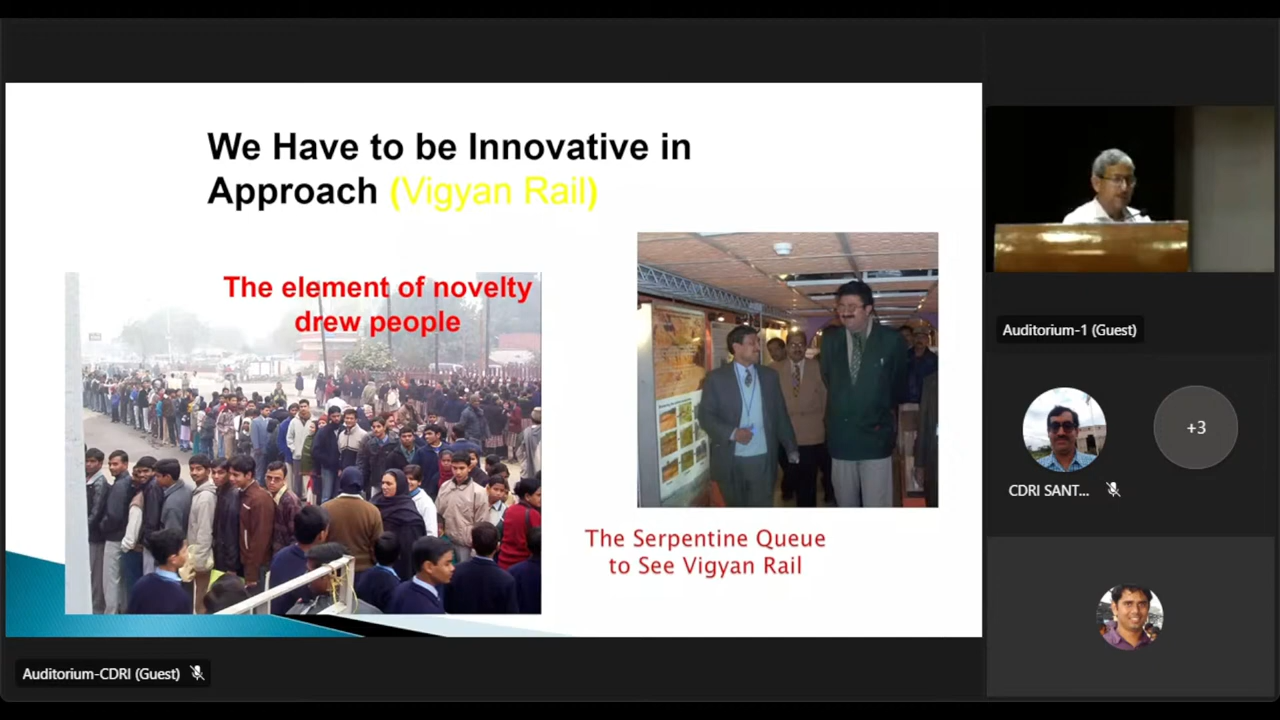 We Have to be Innovative in
Approach (Vigyan Rail)
The element of novelty
drew people
The Serpentine Queue
to See Vigyan Rail
Auditorium-CDRI (Guest)
Auditorium-1 (Guest)
+3
CDRI SANT...